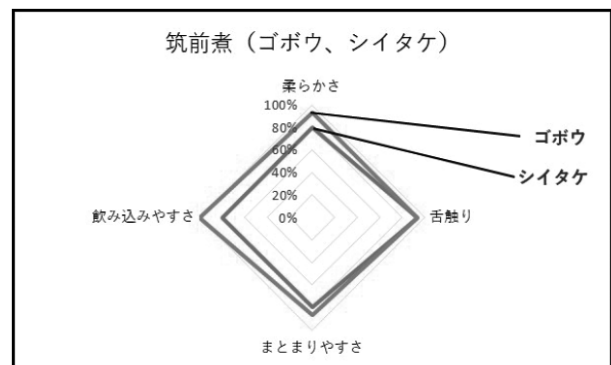 筑前煮（ゴボウ、シイタケ）
柔らかさ
100%
80%
60%
40%
20%
0%
ゴボウ
シイタケ
飲み込みやすさ
舌触り
まとまりやすさ